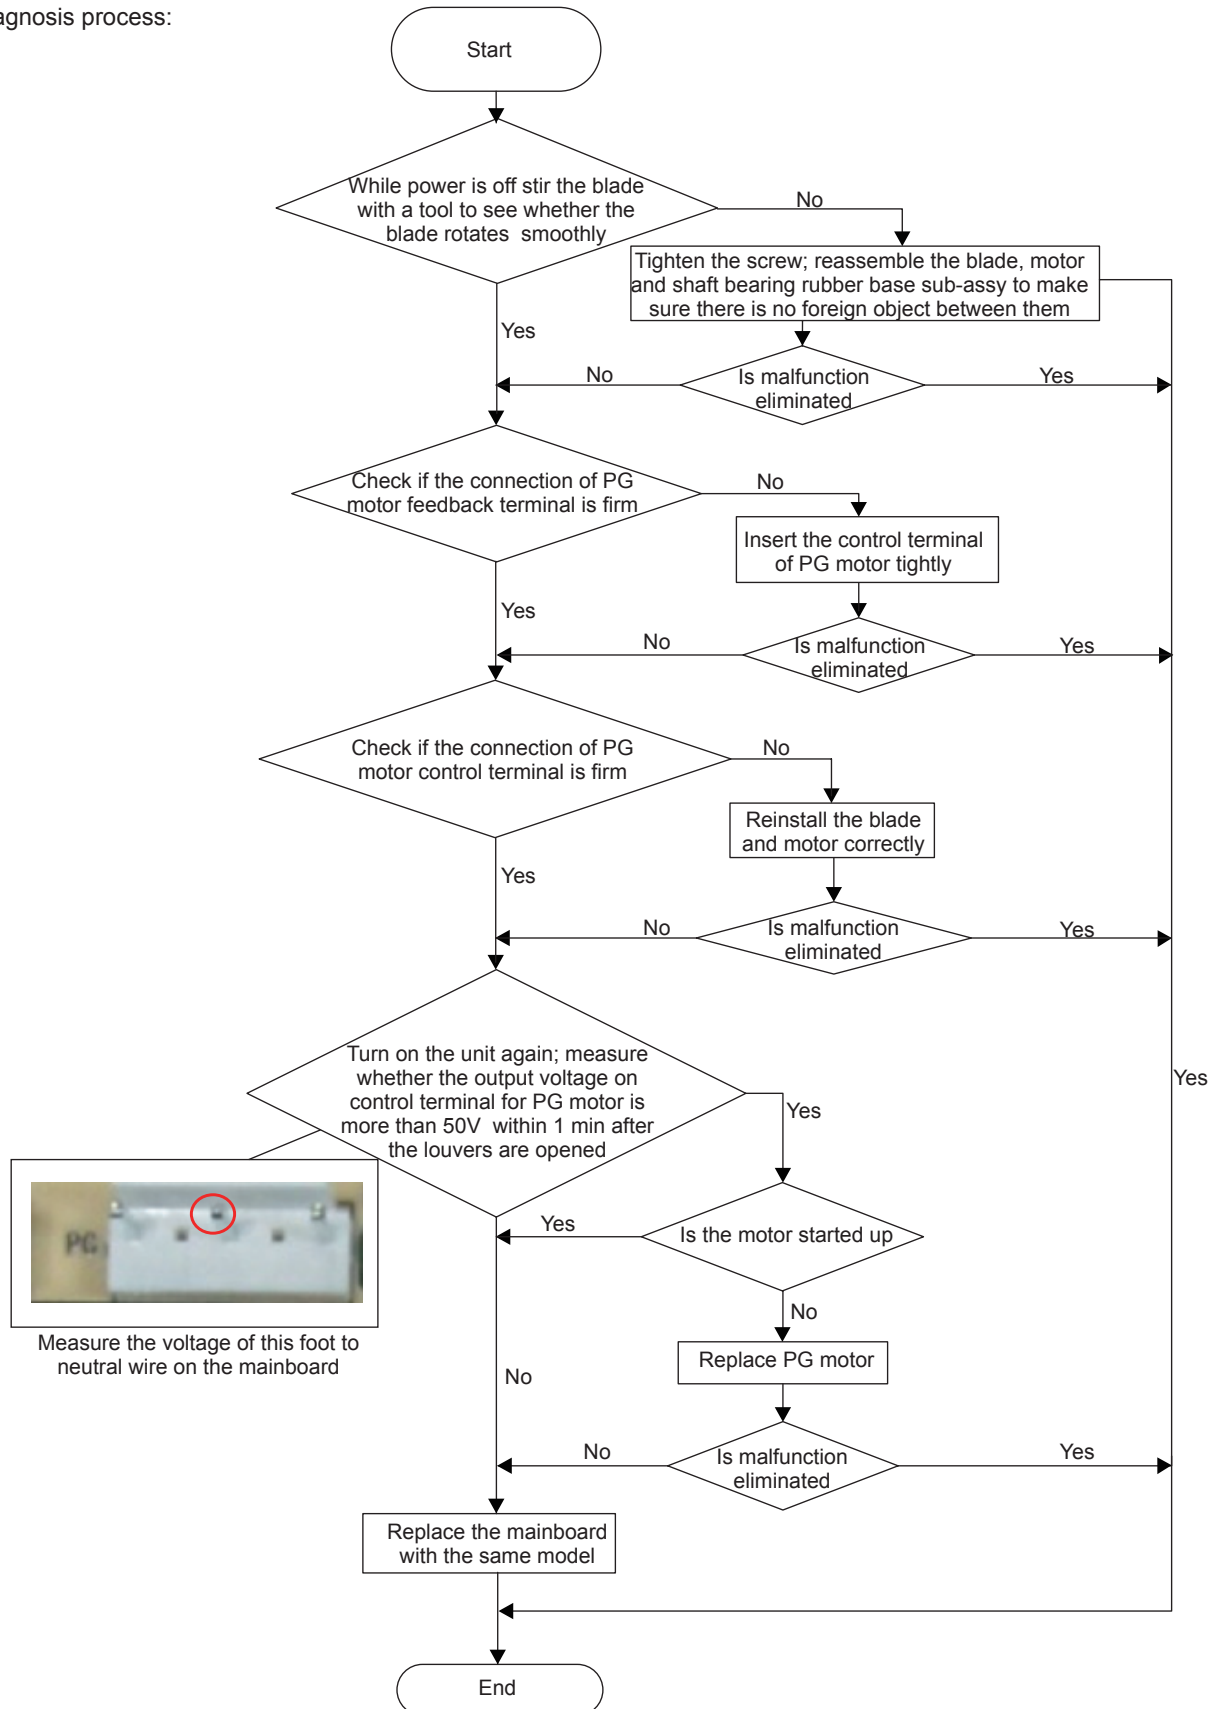 agnosis process:
Start
While power is off stir the blade
with a tool to see whether the
blade rotates smoothly
No
Tighten the screw; reassemble the blade, motor
and shaft bearing rubber base sub-assy to make
sure there is no foreign object between them
Yes
No
Is malfunction
eliminated
Yes
Check if the connection of PG
motor feedback terminal is firm
No
Insert the control terminal
of PG motor tightly
Yes
No
Is malfunction
eliminated
Yes
Check if the connection of PG
motor control terminal is firm
No
Reinstall the blade
and motor correctly
Yes
No
Is malfunction
eliminated
Yes
Turn on the unit again; measure
whether the output voltage on
control terminal for PG motor is
more than 50V within 1 min after
the louvers are opened
Yes
Yes
PG
Measure the voltage of this foot to
neutral wire on the mainboard
Yes
Is the motor started up
No
Replace PG motor
No
No
Is malfunction
eliminated
Yes
Replace the mainboard
with the same model
End